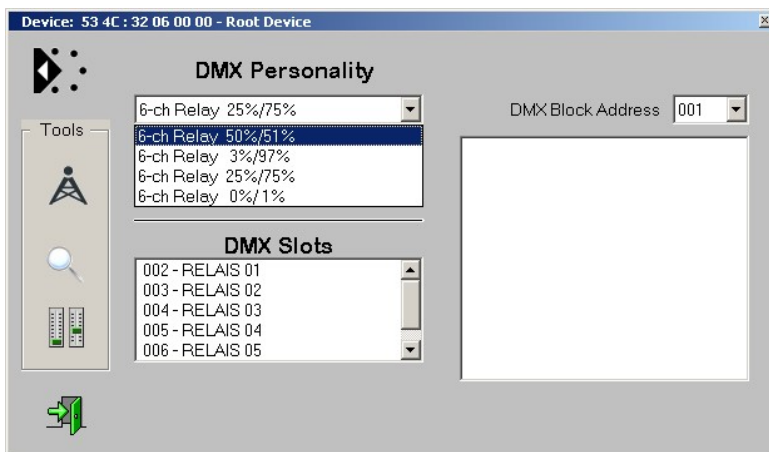 Device: 53 4C : 32 06 00 00 - Root Device
DMX Personality
6-ch Relay 25%/75%
DMX Block Address 001
Tools
6-ch Relay 50%/51%
6-ch Relay 3%/97%
6-ch Relay 25%/75%
6-ch Relay 0%/1%
DMX Slots
002 - RELAIS 01
003 - RELAIS 02
004 - RELAIS 03
005 - RELAIS 04
006 - RELAIS 05